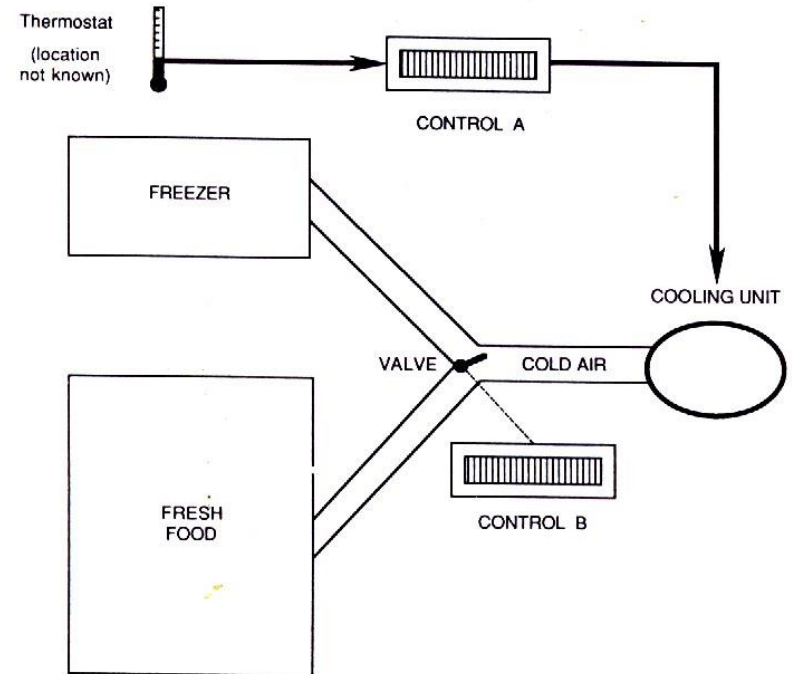 Thermostat
(location
not known)
CONTROL A
FREEZER
COOLING UNIT
VALVE
COLD AIR
CONTROL B
FRESH
FOOD